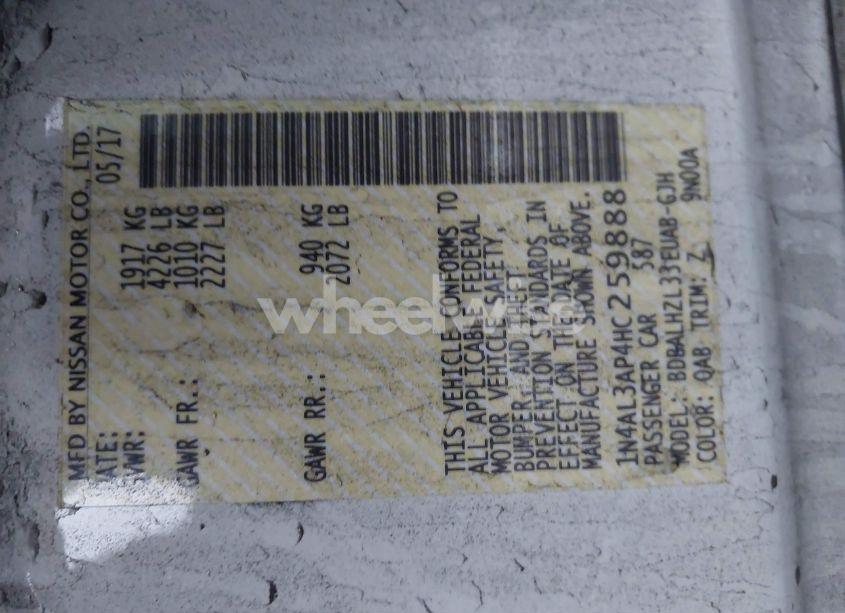 MFD BY NISSAN MOTOR CO., LTD.
ATE: 05/17
VWR: 1917 KG
4226 LB
GAWR FR.: 1010 KG
2227 LB
GAWR RR.: 940 KG
2072 LB
THIS VEHICLE CONFORMS TO
ALL APPLICABLE FEDERAL
MOTOR VEHICLE SAFETY,
BUMPER, AND THEFT
PREVENTION STANDARDS IN
EFFECT ON THE DATE OF
MANUFACTURE SHOWN ABOVE.
1N4AL3AP4HC259888
PASSENGER CAR 587
MODEL: BDBALHZL33EUAB-GJH
COLOR: QAB TRIM: Z 9N00A